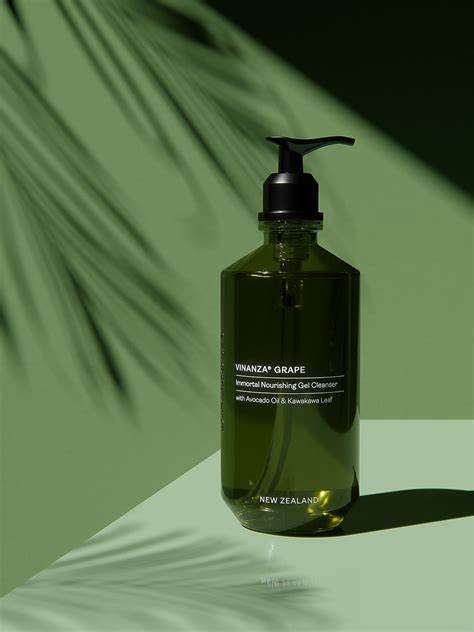 VINANZA® GRAPE
Immortal Nourishing Gel Cleanser
with Avocado Oil & Kawakawa Leaf
NEW ZEALAND